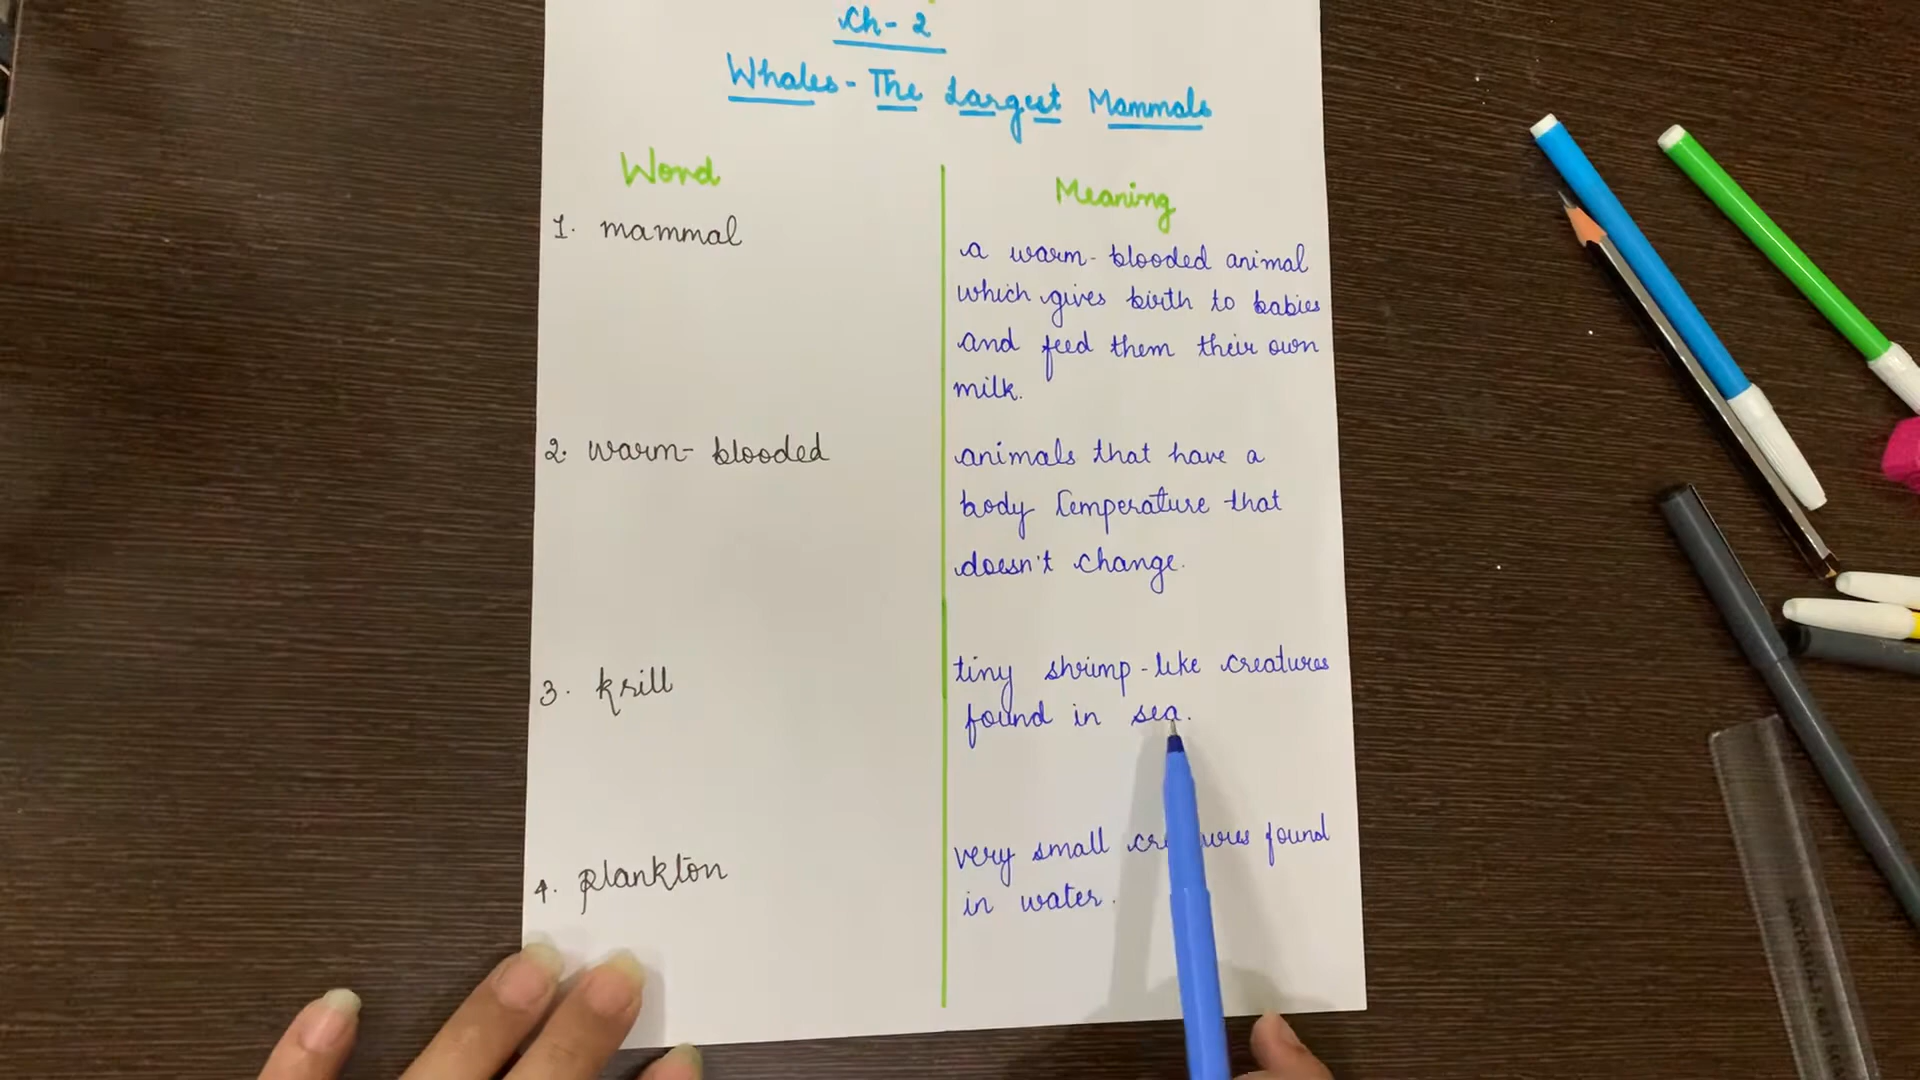 Ch- 2
Whales - The Largest Mammals
Word
Meaning
1. mammal
a warm-blooded animal
which gives birth to babies
and feed them their own
milk.
2. warm-blooded
animals that have a
body temperature that
doesn't change.
3. krill
tiny shrimp-like creatures
found in sea.
4. plankton
very small creatures found
in water.
NATARAJ